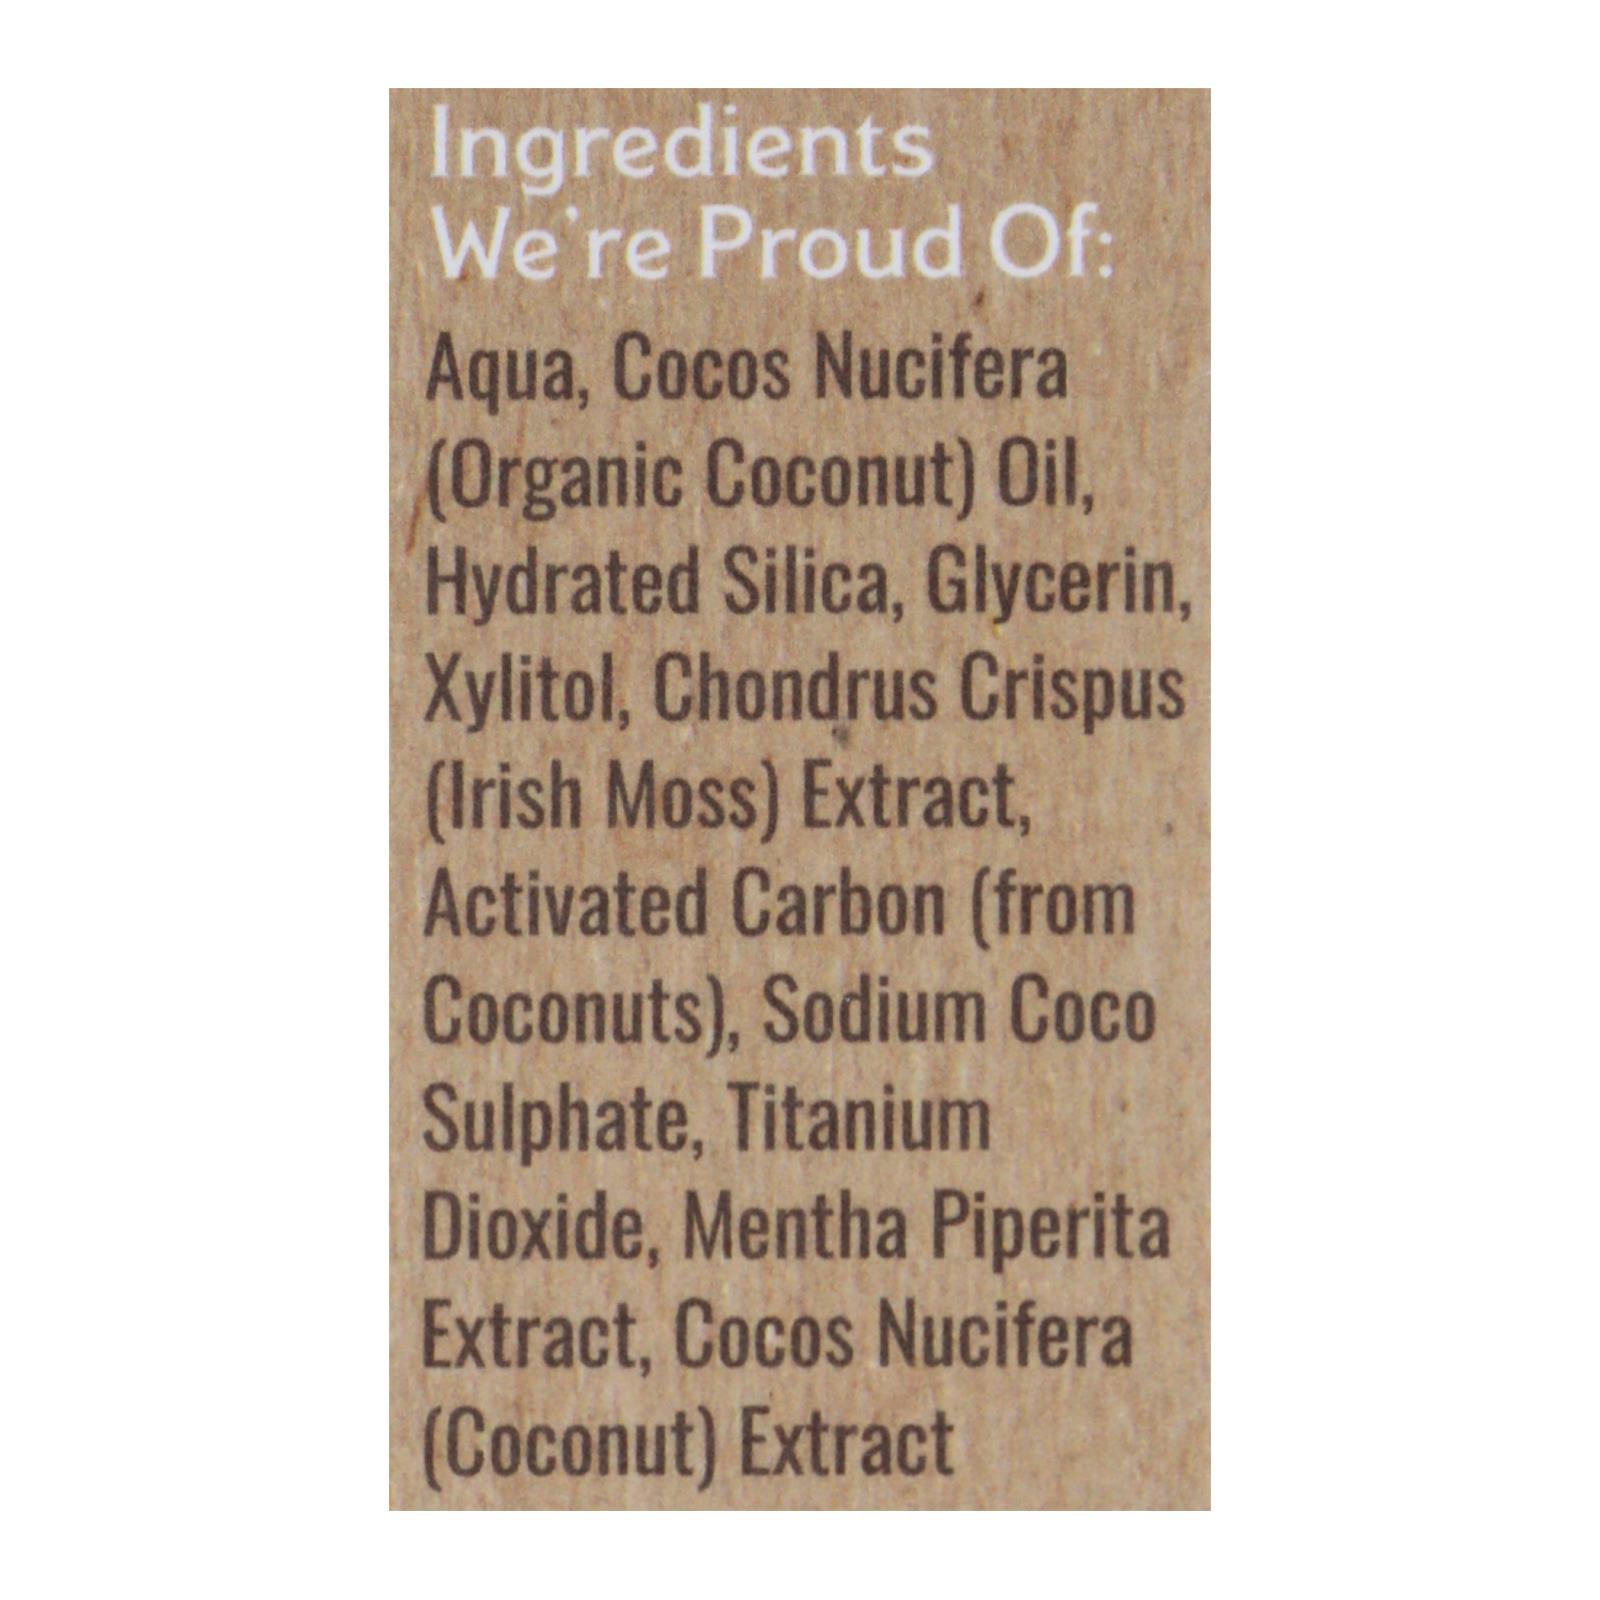 Ingredients
We're Proud Of:
Aqua, Cocos Nucifera
(Organic Coconut) Oil,
Hydrated Silica, Glycerin,
Xylitol, Chondrus Crispus
(Irish Moss) Extract,
Activated Carbon (from
Coconuts), Sodium Coco
Sulphate, Titanium
Dioxide, Mentha Piperita
Extract, Cocos Nucifera
(Coconut) Extract